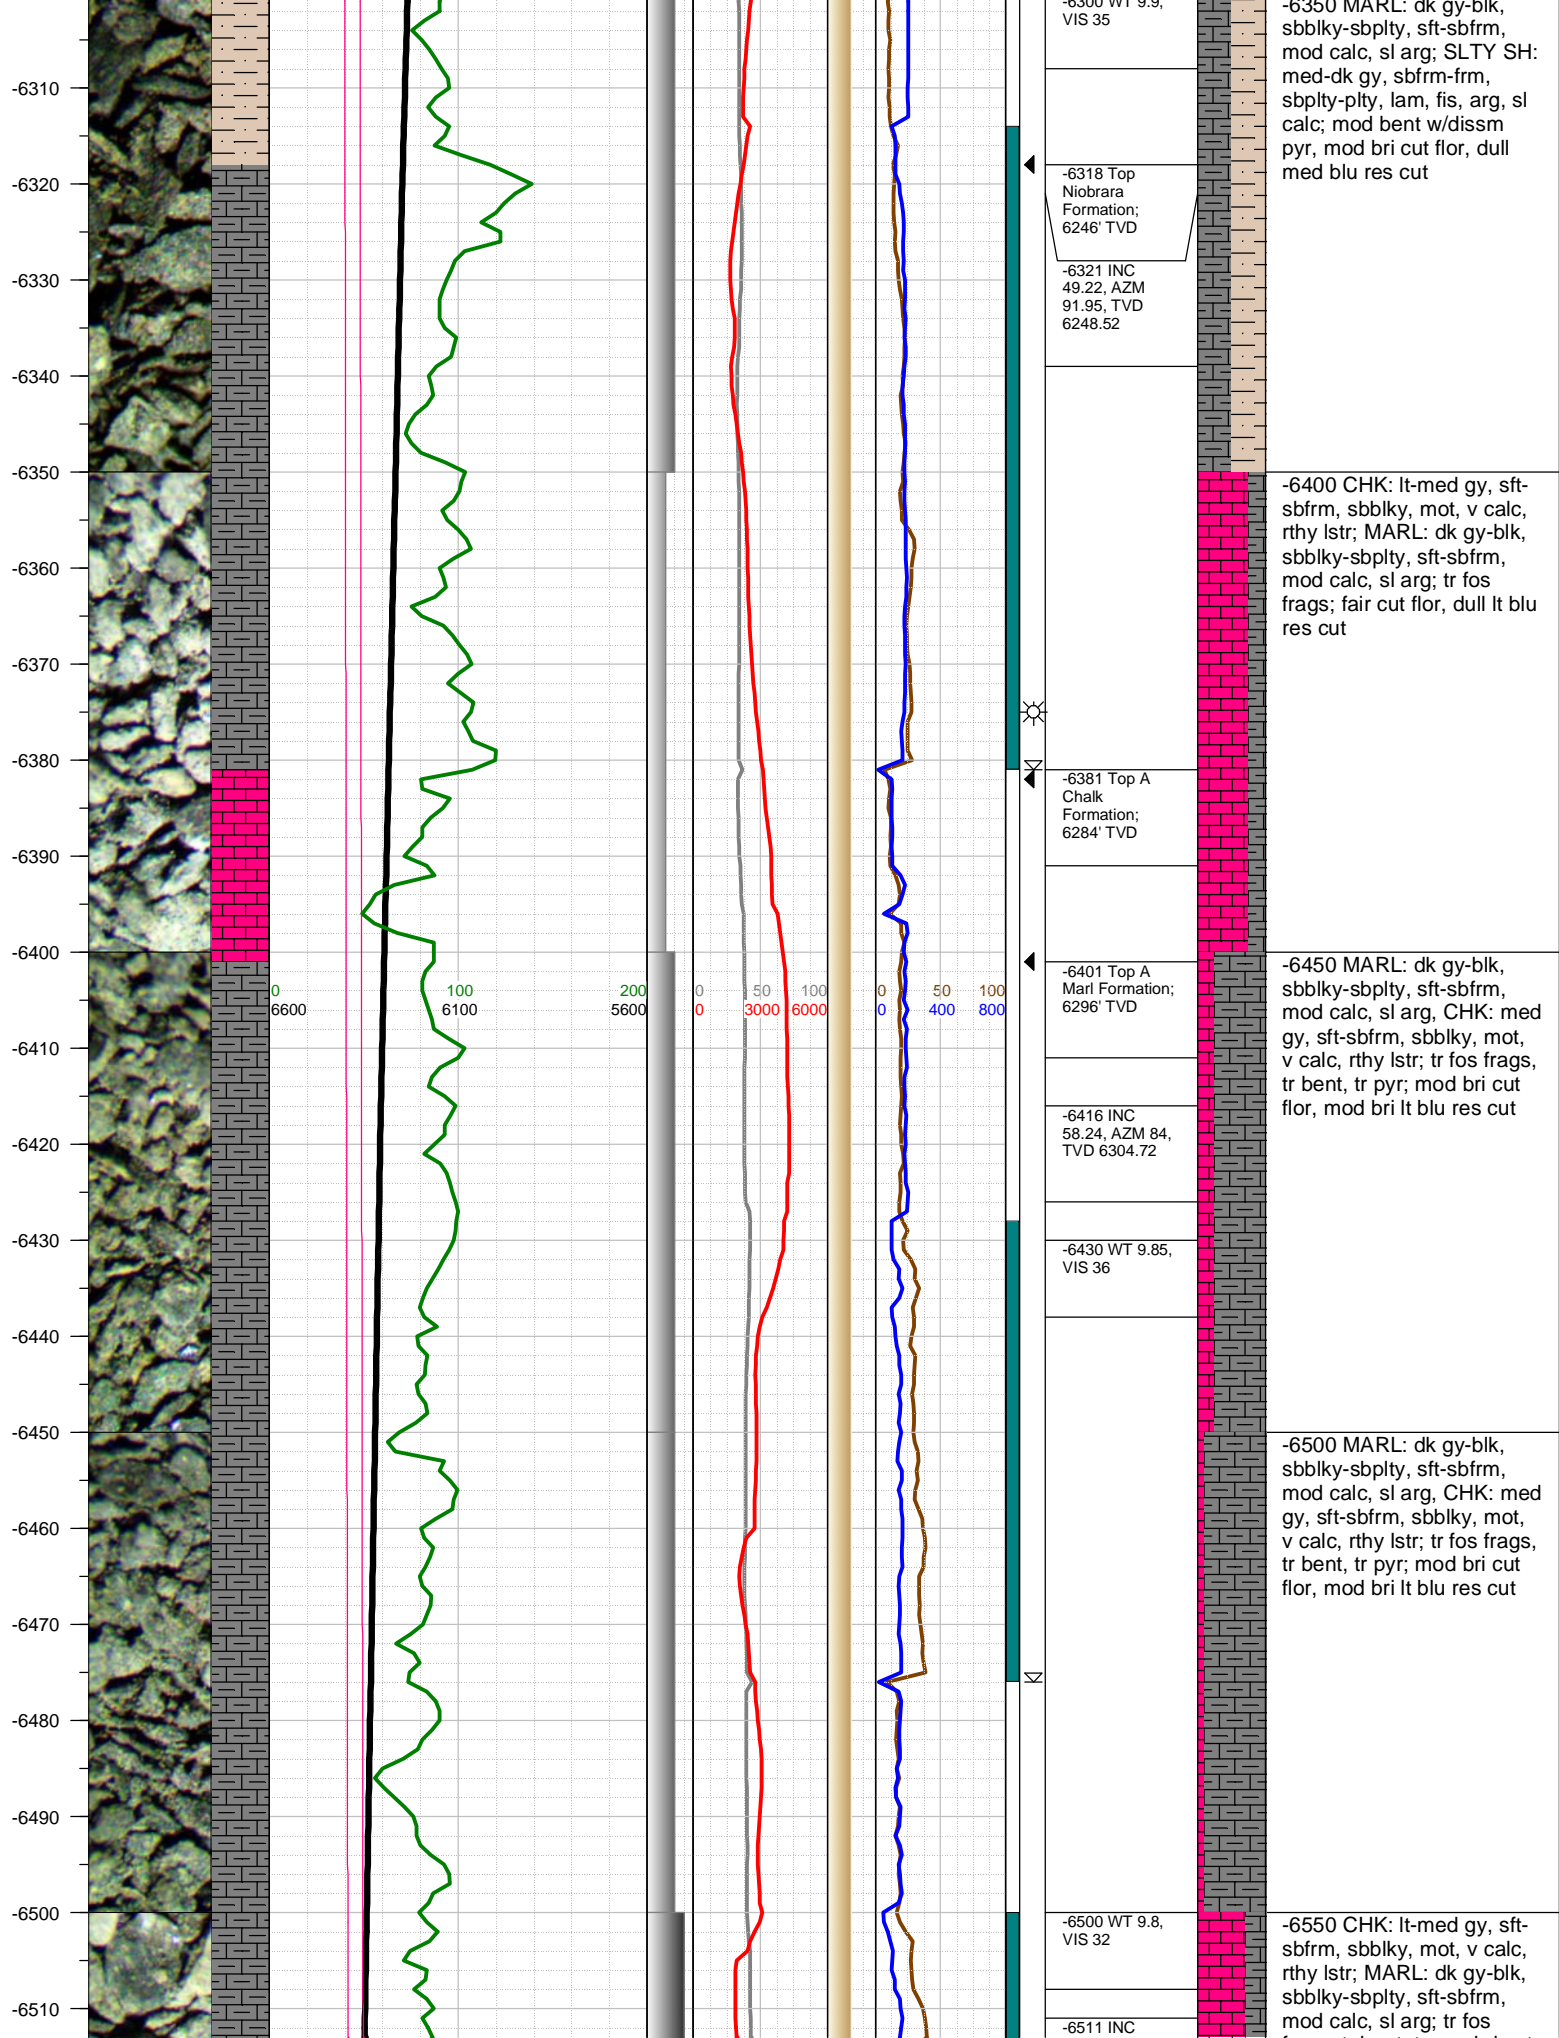 -6300 WT 9.9,
VIS 35
-6350 MARL: dk gy-blk,
sbblky-sbplty, sft-sbfrm,
mod calc, sl arg; SLTY SH:
med-dk gy, sbfrm-frm,
sbplty-plty, lam, fis, arg, sl
calc; mod bent w/dissm
pyr, mod bri cut flor, dull
med blu res cut
-6310
-6320
-6318 Top
Niobrara
Formation;
6246' TVD
-6330
-6321 INC
49.22, AZM
91.95, TVD
6248.52
-6340
-6350
-6400 CHK: lt-med gy, sft-
sbfrm, sbblky, mot, v calc,
rthy lstr; MARL: dk gy-blk,
sbblky-sbplty, sft-sbfrm,
mod calc, sl arg; tr fos
frags; fair cut flor, dull lt blu
res cut
-6360
-6370
-6380
-6381 Top A
Chalk
Formation;
6284' TVD
-6390
-6400
-6401 Top A
Marl Formation;
6296' TVD
-6450 MARL: dk gy-blk,
sbblky-sbplty, sft-sbfrm,
mod calc, sl arg, CHK: med
gy, sft-sbfrm, sbblky, mot,
v calc, rthy lstr; tr fos frags,
tr bent, tr pyr; mod bri cut
flor, mod bri lt blu res cut
0 100 200 0 50 100 0 50 100
6600 6100 5600 0 3000 6000 0 400 800
-6410
-6420
-6416 INC
58.24, AZM 84,
TVD 6304.72
-6430
-6430 WT 9.85,
VIS 36
-6440
-6450
-6500 MARL: dk gy-blk,
sbblky-sbplty, sft-sbfrm,
mod calc, sl arg, CHK: med
gy, sft-sbfrm, sbblky, mot,
v calc, rthy lstr; tr fos frags,
tr bent, tr pyr; mod bri cut
flor, mod bri lt blu res cut
-6460
-6470
-6480
-6490
-6500
-6500 WT 9.8,
VIS 32
-6550 CHK: lt-med gy, sft-
sbfrm, sbblky, mot, v calc,
rthy lstr; MARL: dk gy-blk,
sbblky-sbplty, sft-sbfrm,
mod calc, sl arg; tr fos
-6510
-6511 INC